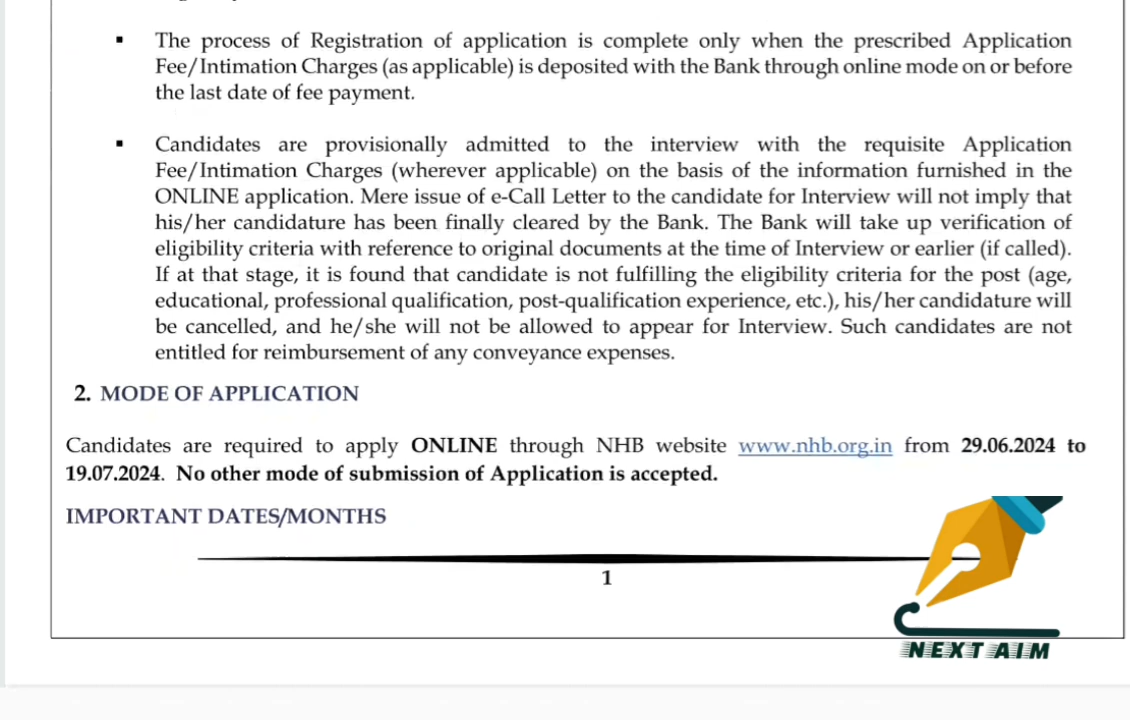 ▪ The process of Registration of application is complete only when the prescribed Application
Fee/Intimation Charges (as applicable) is deposited with the Bank through online mode on or before
the last date of fee payment.
▪ Candidates are provisionally admitted to the interview with the requisite Application
Fee/Intimation Charges (wherever applicable) on the basis of the information furnished in the
ONLINE application. Mere issue of e-Call Letter to the candidate for Interview will not imply that
his/her candidature has been finally cleared by the Bank. The Bank will take up verification of
eligibility criteria with reference to original documents at the time of Interview or earlier (if called).
If at that stage, it is found that candidate is not fulfilling the eligibility criteria for the post (age,
educational, professional qualification, post-qualification experience, etc.), his/her candidature will
be cancelled, and he/she will not be allowed to appear for Interview. Such candidates are not
entitled for reimbursement of any conveyance expenses.
2. MODE OF APPLICATION
Candidates are required to apply ONLINE through NHB website www.nhb.org.in from 29.06.2024 to
19.07.2024. No other mode of submission of Application is accepted.
IMPORTANT DATES/MONTHS
1
NEXT AIM